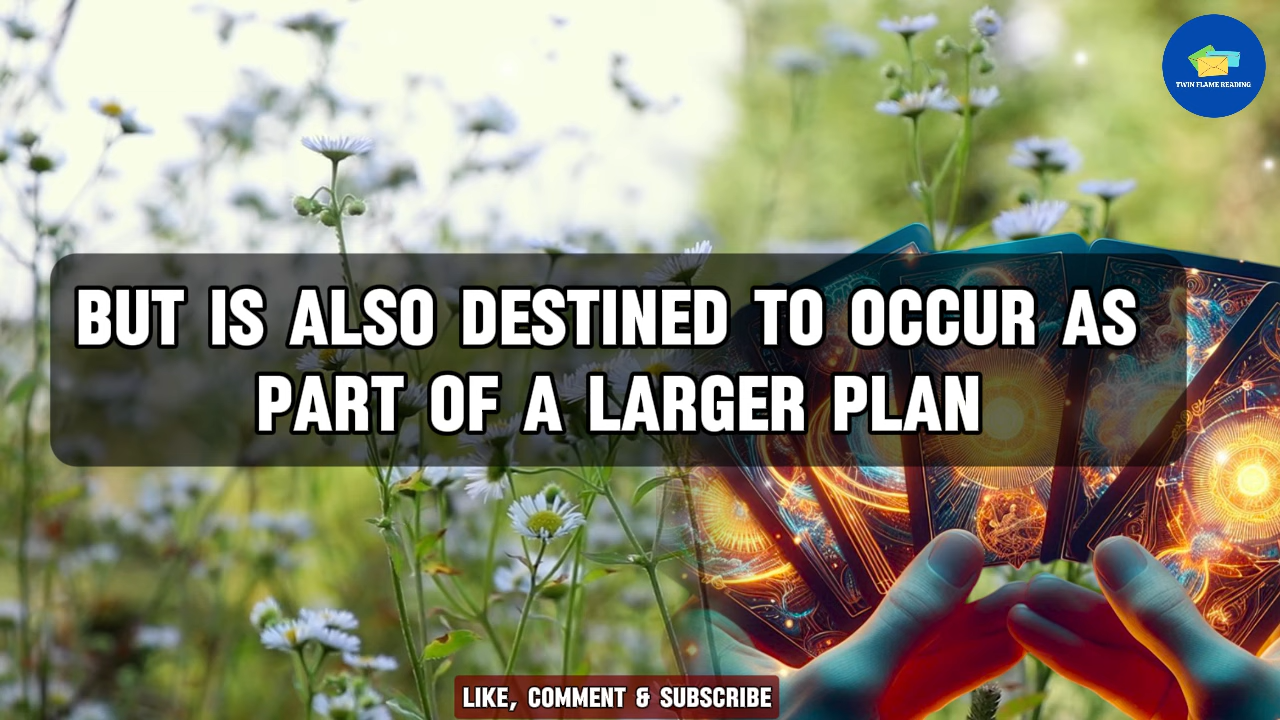 TWIN FLAME READING
BUT IS ALSO DESTINED TO OCCUR AS
PART OF A LARGER PLAN
LIKE, COMMENT & SUBSCRIBE